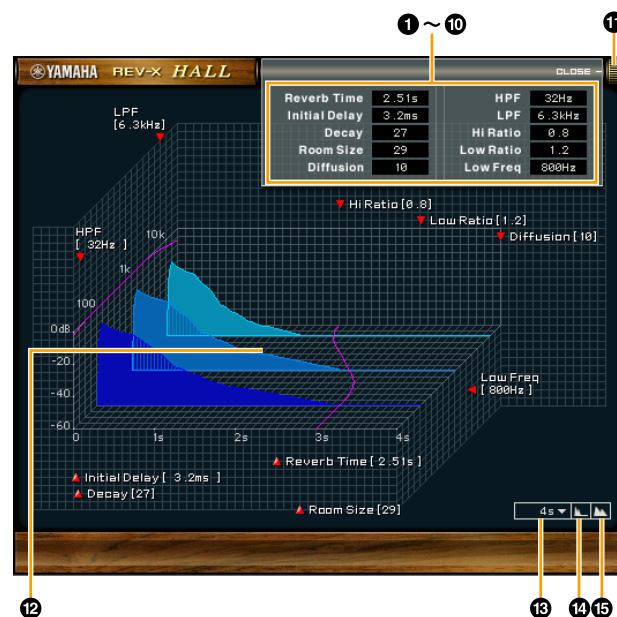 ❶～❿
⓫
YAMAHA REV-X HALL
CLOSE –
Reverb Time 2.51s HPF 32Hz
Initial Delay 3.2ms LPF 6.3kHz
Decay 27 Hi Ratio 0.8
Room Size 29 Low Ratio 1.2
Diffusion 10 Low Freq 800Hz
LPF
[6.3kHz]
Hi Ratio[0.8]
Low Ratio[1.2]
Diffusion[10]
HPF
[ 32Hz ]
10k
1k
100
0dB
-20
-40
-60
0 1s 2s 3s 4s
Low Freq
[800Hz]
Reverb Time[2.51s]
Initial Delay[ 3.2ms ]
Decay[27]
Room Size[29]
4s
⓬ ⓭ ⓮ ⓯